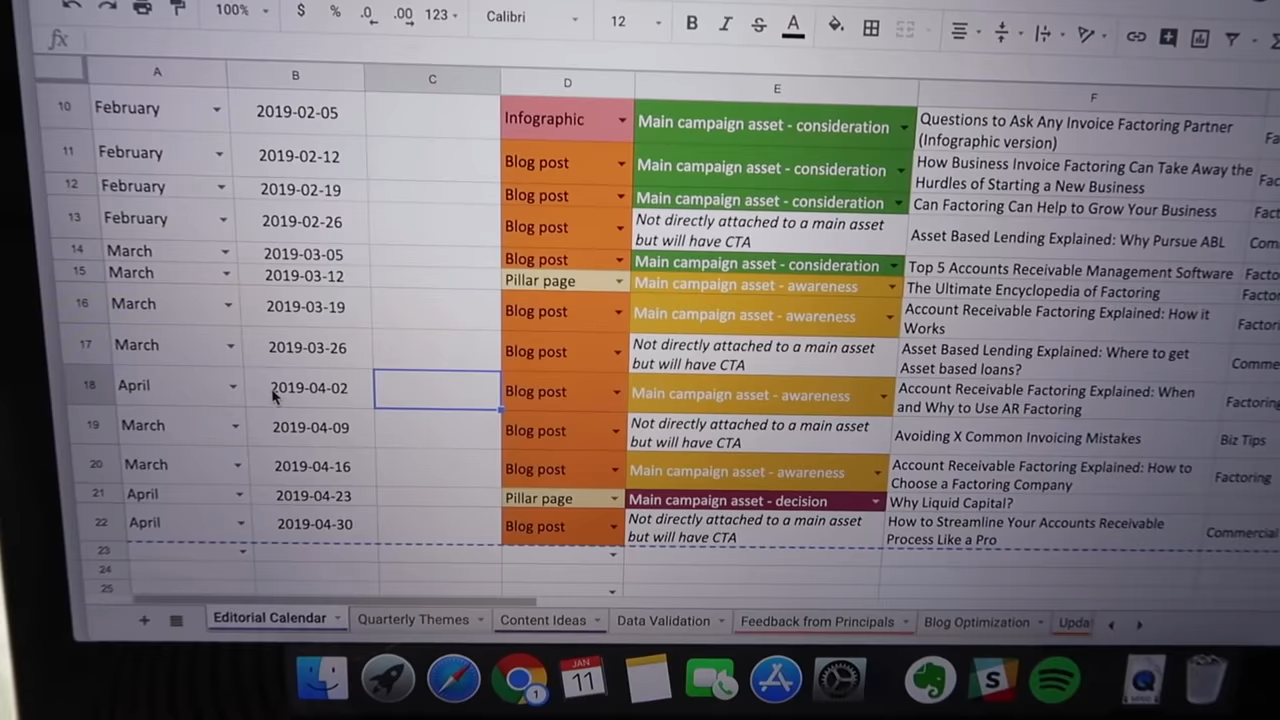 100% $ % .0 .00 123 Calibri 12 B I S A
fx
A B C D E F
10 February 2019-02-05 Infographic Main campaign asset - consideration Questions to Ask Any Invoice Factoring Partner
(Infographic version)
11 February 2019-02-12 Blog post Main campaign asset - consideration How Business Invoice Factoring Can Take Away the
Hurdles of Starting a New Business
12 February 2019-02-19 Blog post Main campaign asset - consideration Can Factoring Can Help to Grow Your Business
13 February 2019-02-26 Blog post Not directly attached to a main asset
but will have CTA Asset Based Lending Explained: Why Pursue ABL
14 March 2019-03-05 Blog post Main campaign asset - consideration Top 5 Accounts Receivable Management Software
15 March 2019-03-12 Pillar page Main campaign asset - awareness The Ultimate Encyclopedia of Factoring
16 March 2019-03-19 Blog post Main campaign asset - awareness Account Receivable Factoring Explained: How it
Works
17 March 2019-03-26 Blog post Not directly attached to a main asset
but will have CTA Asset Based Lending Explained: Where to get
Asset based loans?
18 April 2019-04-02 Blog post Main campaign asset - awareness Account Receivable Factoring Explained: When
and Why to Use AR Factoring Factoring
19 March 2019-04-09 Blog post Not directly attached to a main asset
but will have CTA Avoiding X Common Invoicing Mistakes Biz Tips
20 March 2019-04-16 Blog post Main campaign asset - awareness Account Receivable Factoring Explained: How to
Choose a Factoring Company Factoring
21 April 2019-04-23 Pillar page Main campaign asset - decision Why Liquid Capital?
22 April 2019-04-30 Blog post Not directly attached to a main asset
but will have CTA How to Streamline Your Accounts Receivable
Process Like a Pro Commercial
23
24
25
Editorial Calendar Quarterly Themes Content Ideas Data Validation Feedback from Principals Blog Optimization Upda
1
JAN
11
S